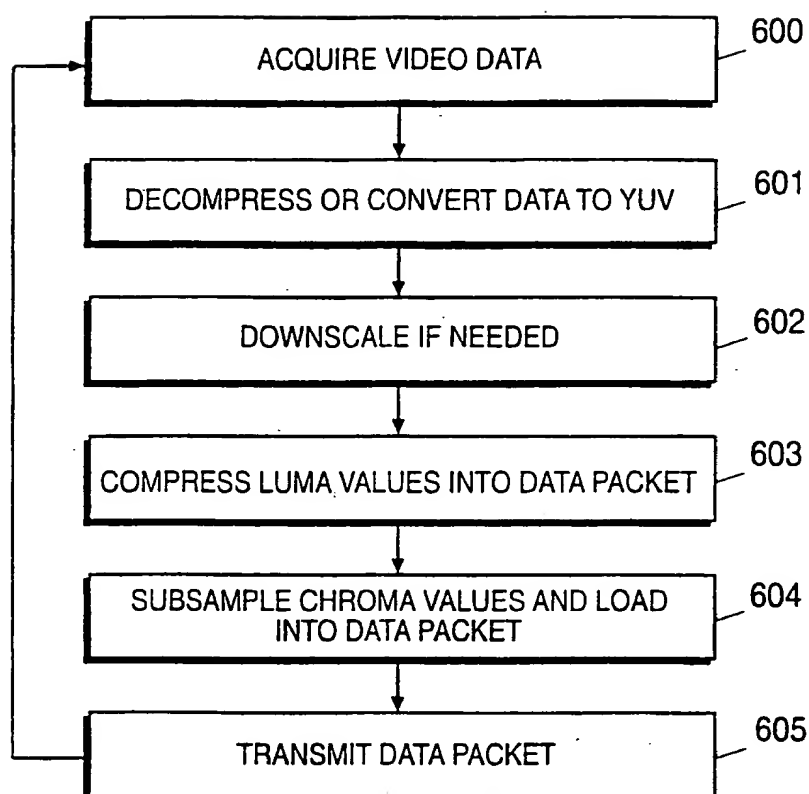 ACQUIRE VIDEO DATA
600
DECOMPRESS OR CONVERT DATA TO YUV
601
DOWNSCALE IF NEEDED
602
COMPRESS LUMA VALUES INTO DATA PACKET
603
SUBSAMPLE CHROMA VALUES AND LOAD
INTO DATA PACKET
604
TRANSMIT DATA PACKET
605